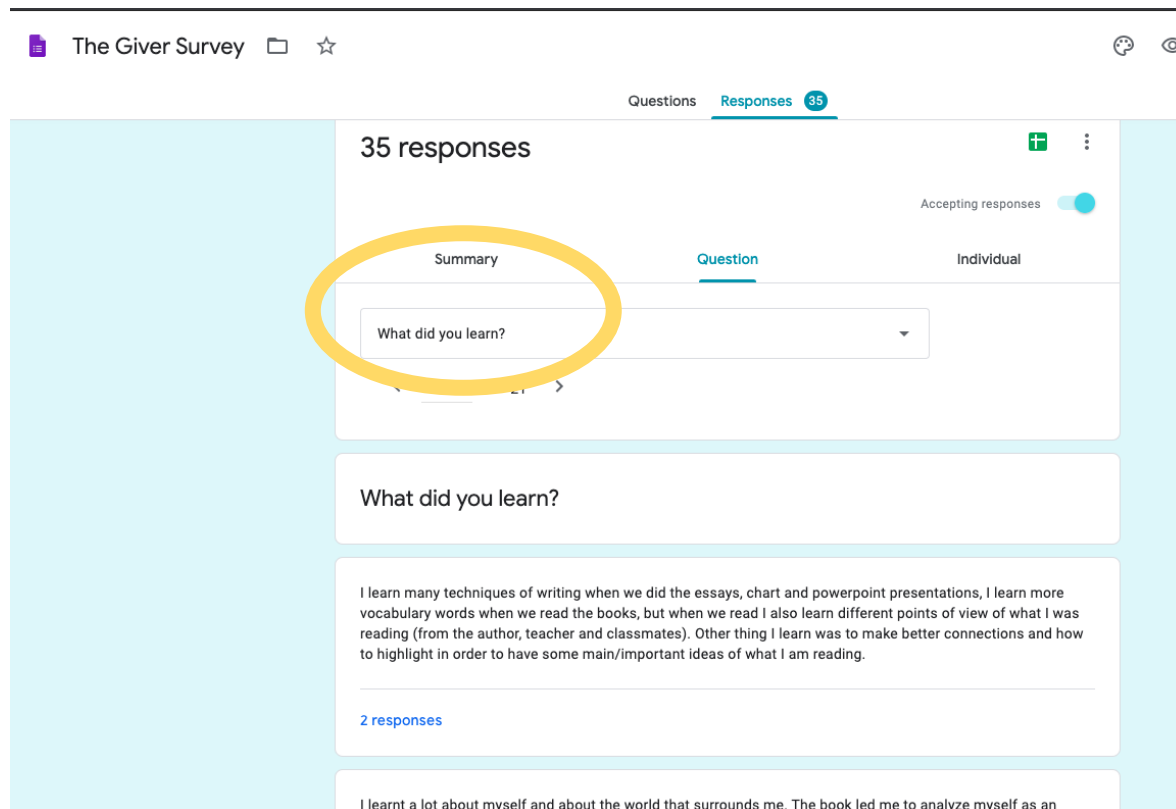 The Giver Survey
Questions Responses 35
35 responses
Accepting responses
Summary Question Individual
What did you learn?
What did you learn?
I learn many techniques of writing when we did the essays, chart and powerpoint presentations, I learn more
vocabulary words when we read the books, but when we read I also learn different points of view of what I was
reading (from the author, teacher and classmates). Other thing I learn was to make better connections and how
to highlight in order to have some main/important ideas of what I am reading.
2 responses
I learnt a lot about myself and about the world that surrounds me. The book led me to analyze myself as an